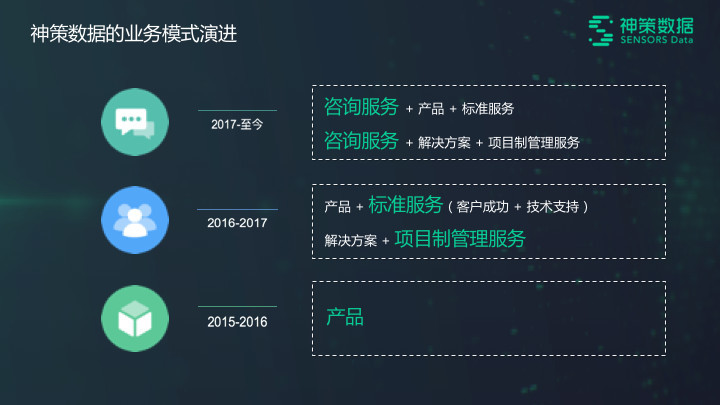 神策数据的业务模式演进
神策数据
SENSORS Data
2017-至今
咨询服务 + 产品 + 标准服务
咨询服务 + 解决方案 + 项目制管理服务
2016-2017
产品 + 标准服务 ( 客户成功 + 技术支持 )
解决方案 + 项目制管理服务
2015-2016
产品